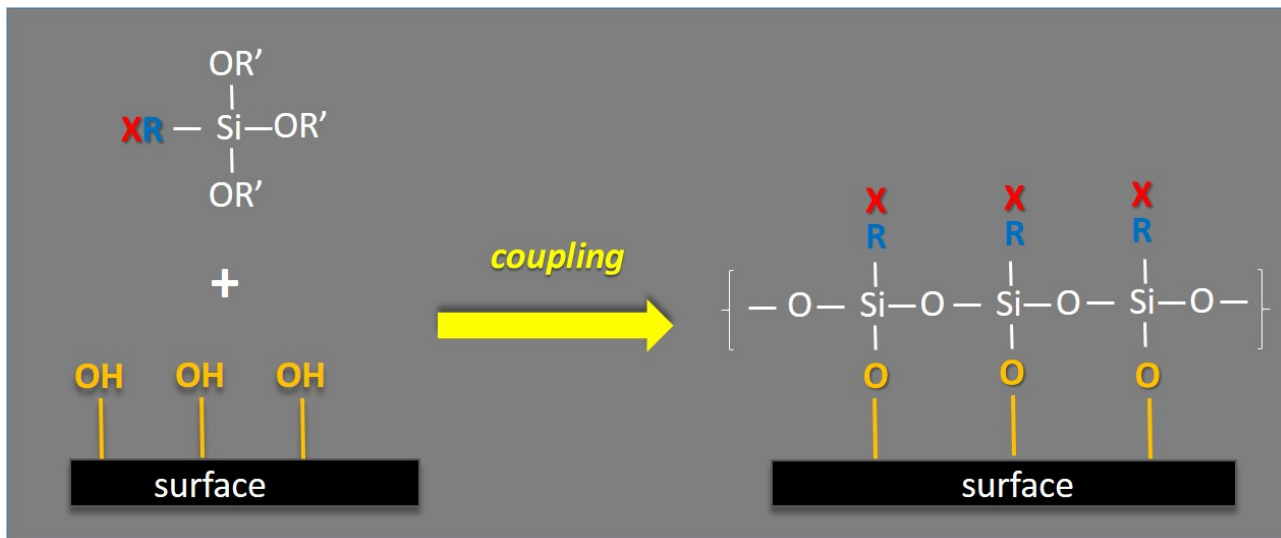 OR’
XR — Si — OR’
OR’
+
OH OH OH
surface
coupling
X X X
R R R
— O — Si — O — Si — O — Si — O —
O O O
surface